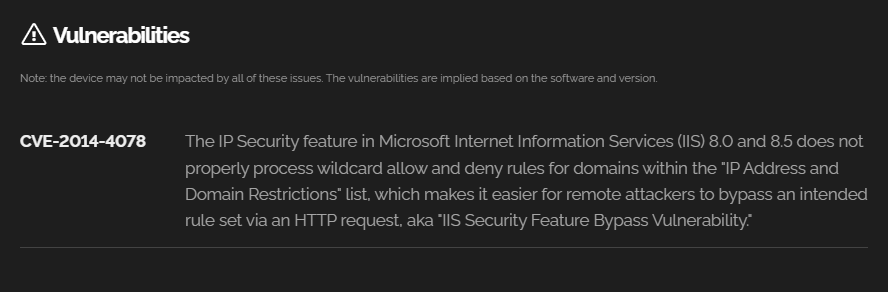 Vulnerabilities
Note: the device may not be impacted by all of these issues. The vulnerabilities are implied based on the software and version.
CVE-2014-4078 The IP Security feature in Microsoft Internet Information Services (IIS) 8.0 and 8.5 does not
properly process wildcard allow and deny rules for domains within the "IP Address and
Domain Restrictions" list, which makes it easier for remote attackers to bypass an intended
rule set via an HTTP request, aka "IIS Security Feature Bypass Vulnerability."